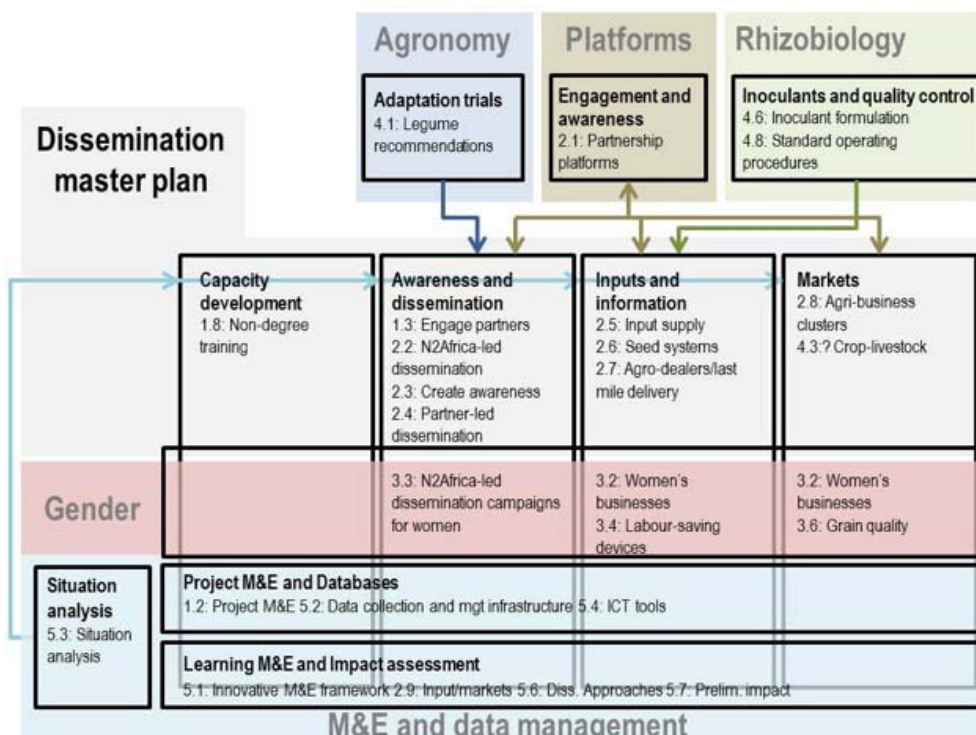 Agronomy
Platforms
Rhizobiology
Adaptation trials
4.1: Legume
recommendations
Engagement and
awareness
2.1: Partnership
platforms
Inoculants and quality control
4.6: Inoculant formulation
4.8: Standard operating
procedures
Dissemination
master plan
Capacity
development
1.8: Non-degree
training
Awareness and
dissemination
1.3: Engage partners
2.2: N2Africa-led
dissemination
2.3: Create awareness
2.4: Partner-led
dissemination
Inputs and
information
2.5: Input supply
2.6: Seed systems
2.7: Agro-dealers/last
mile delivery
Markets
2.8: Agri-business
clusters
4.3:? Crop-livestock
Gender
3.3: N2Africa-led
dissemination campaigns
for women
3.2: Women's
businesses
3.4: Labour-saving
devices
3.2: Women's
businesses
3.6: Grain quality
Situation
analysis
5.3: Situation
analysis
Project M&E and Databases
1.2: Project M&E 5.2: Data collection and mgt infrastructure 5.4: ICT tools
Learning M&E and Impact assessment
5.1: Innovative M&E framework 2.9: Input/markets 5.6: Diss. Approaches 5.7: Prelim. impact
M&E and data management